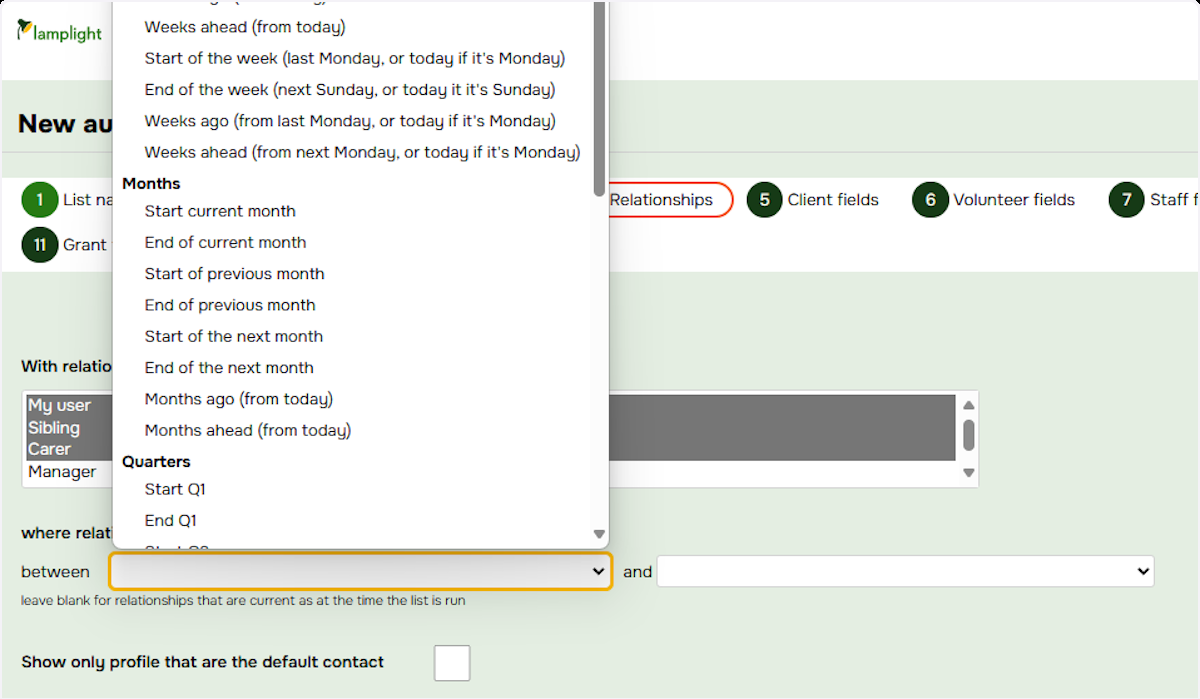 lamplight
Weeks ahead (from today)
Start of the week (last Monday, or today if it's Monday)
End of the week (next Sunday, or today it it's Sunday)
Weeks ago (from last Monday, or today if it's Monday)
Weeks ahead (from next Monday, or today if it's Monday)
New au
1 List na
Relationships
5 Client fields
6 Volunteer fields
7 Staff f
11 Grant
Months
Start current month
End of current month
Start of previous month
End of previous month
Start of the next month
End of the next month
Months ago (from today)
Months ahead (from today)
Quarters
Start Q1
End Q1
With relatio
My user
Sibling
Carer
Manager
where relati
between
and
leave blank for relationships that are current as at the time the list is run
Show only profile that are the default contact